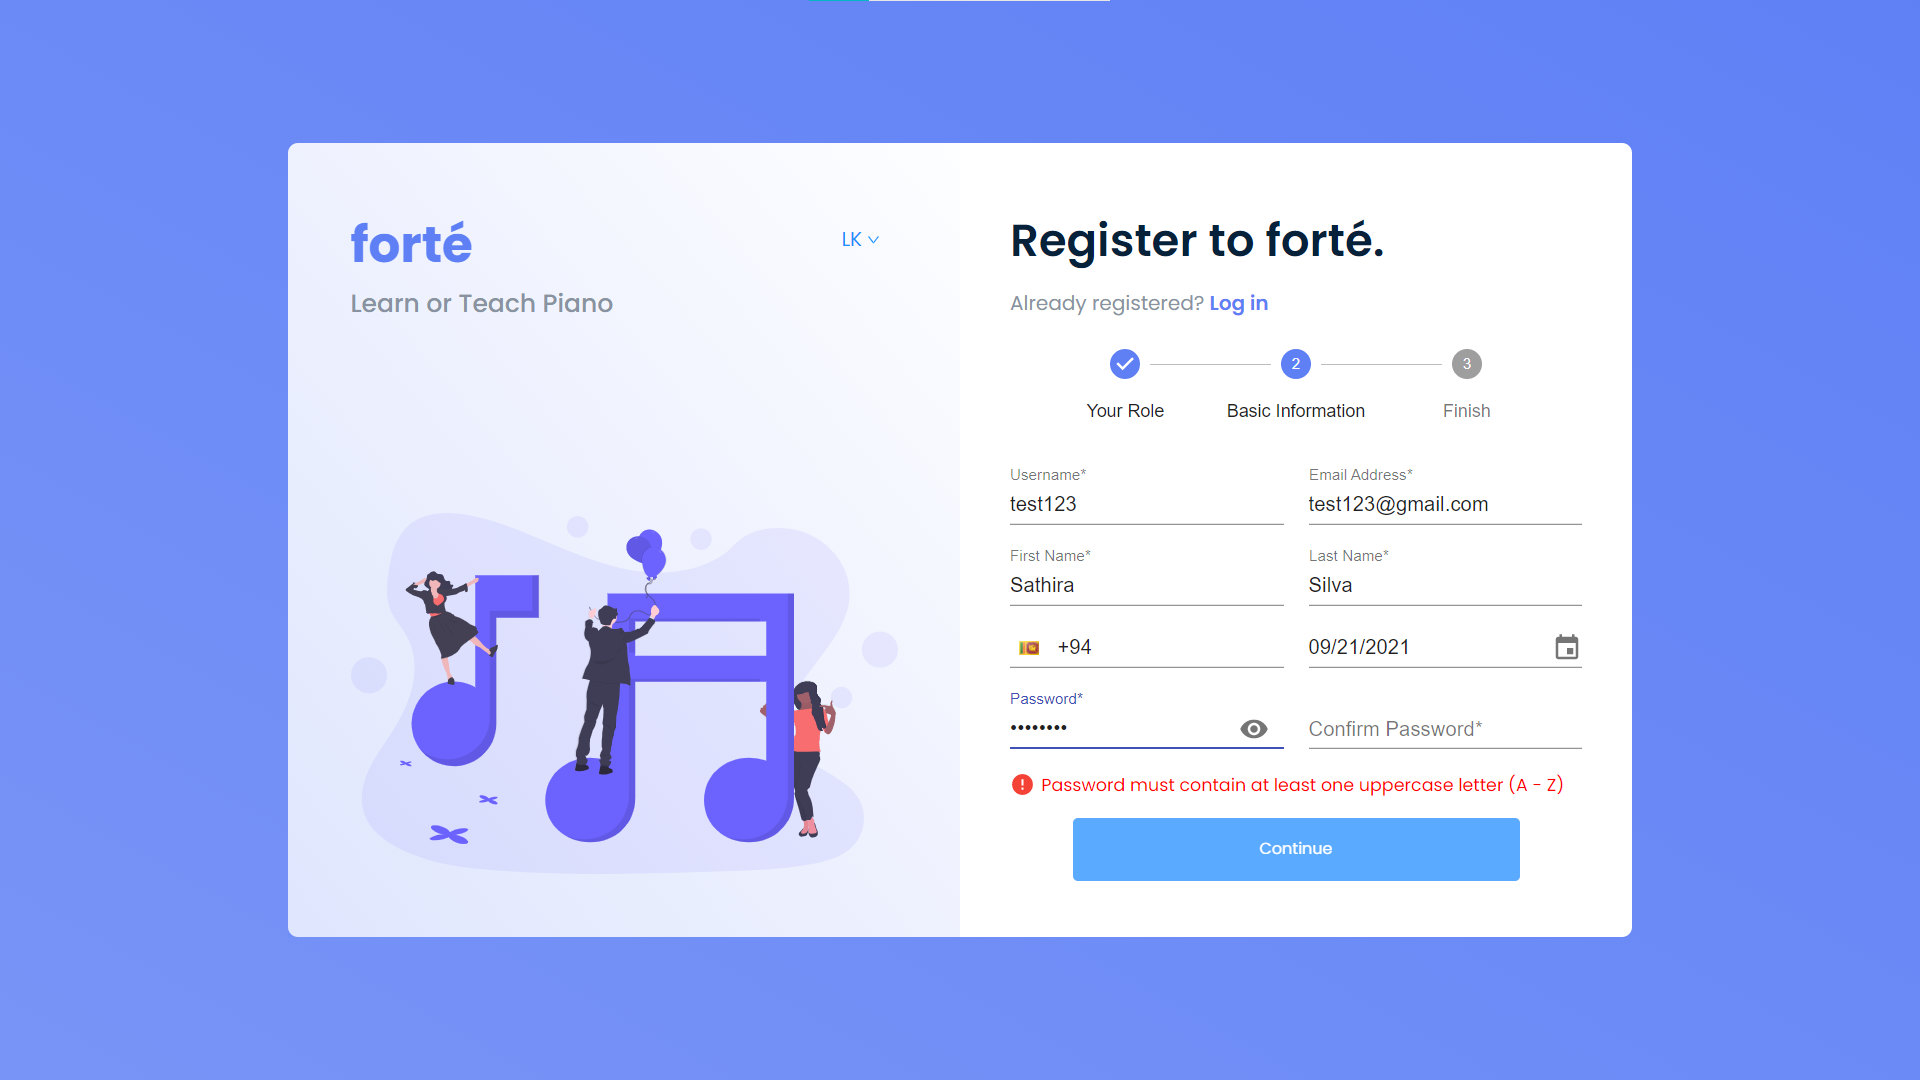 forté
LK
Learn or Teach Piano
Register to forté.
Already registered? Log in
2
3
Your Role
Basic Information
Finish
Username*
Email Address*
test123
test123@gmail.com
First Name*
Last Name*
Sathira
Silva
+94
09/21/2021
Password*
••••••••
Confirm Password*
Password must contain at least one uppercase letter (A - Z)
Continue